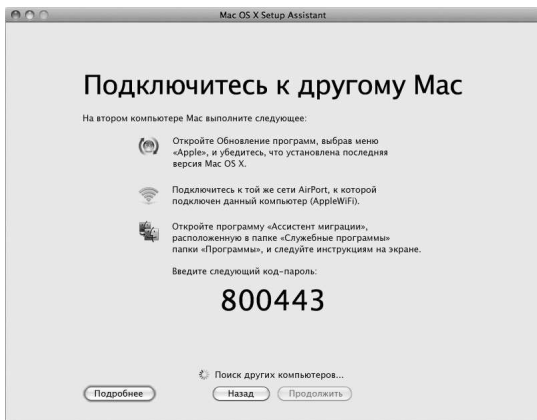 Mac OS X Setup Assistant
Подключитесь к другому Mac
На втором компьютере Mac выполните следующее:
Откройте Обновление программ, выбрав меню
«Apple», и убедитесь, что установлена последняя
версия Mac OS X.
Подключитесь к той же сети AirPort, к которой
подключен данный компьютер (AppleWiFi).
Откройте программу «Ассистент миграции»,
расположенную в папке «Служебные программы»
папки «Программы», и следуйте инструкциям на экране.
Введите следующий код-пароль:
800443
Поиск других компьютеров...
Подробнее
Назад
Продолжить